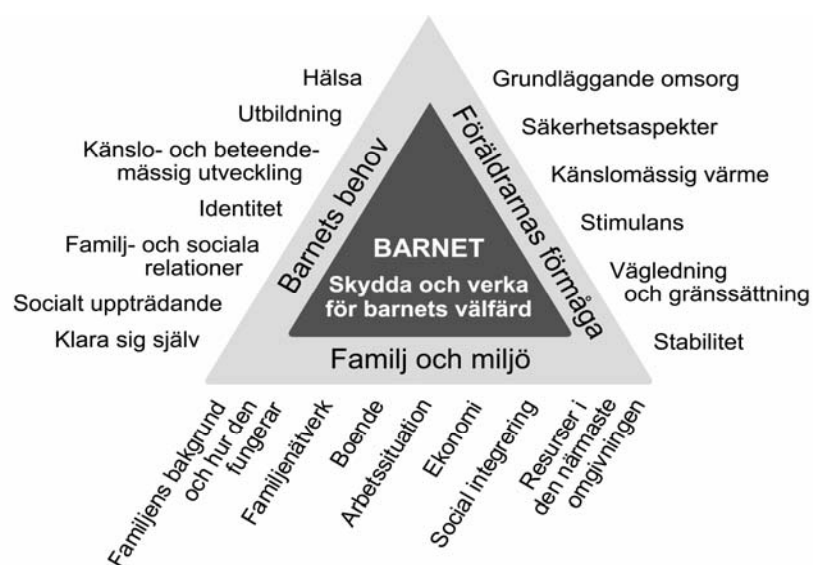 Hälsa
Utbildning
Känslo- och beteende-
mässig utveckling
Identitet
Familj- och sociala
relationer
Socialt uppträdande
Klara sig själv
Barnets behov
BARNET
Skydda och verka
för barnets välfärd
Föräldrarnas förmåga
Grundläggande omsorg
Säkerhetsaspekter
Känslomässig värme
Stimulans
Vägledning
och gränssättning
Stabilitet
Familj och miljö
Familjens bakgrund
och hur den
fungerar
Familjenätverk
Boende
Arbetssituation
Ekonomi
Social integrering
Resurser i
den närmaste
omgivningen